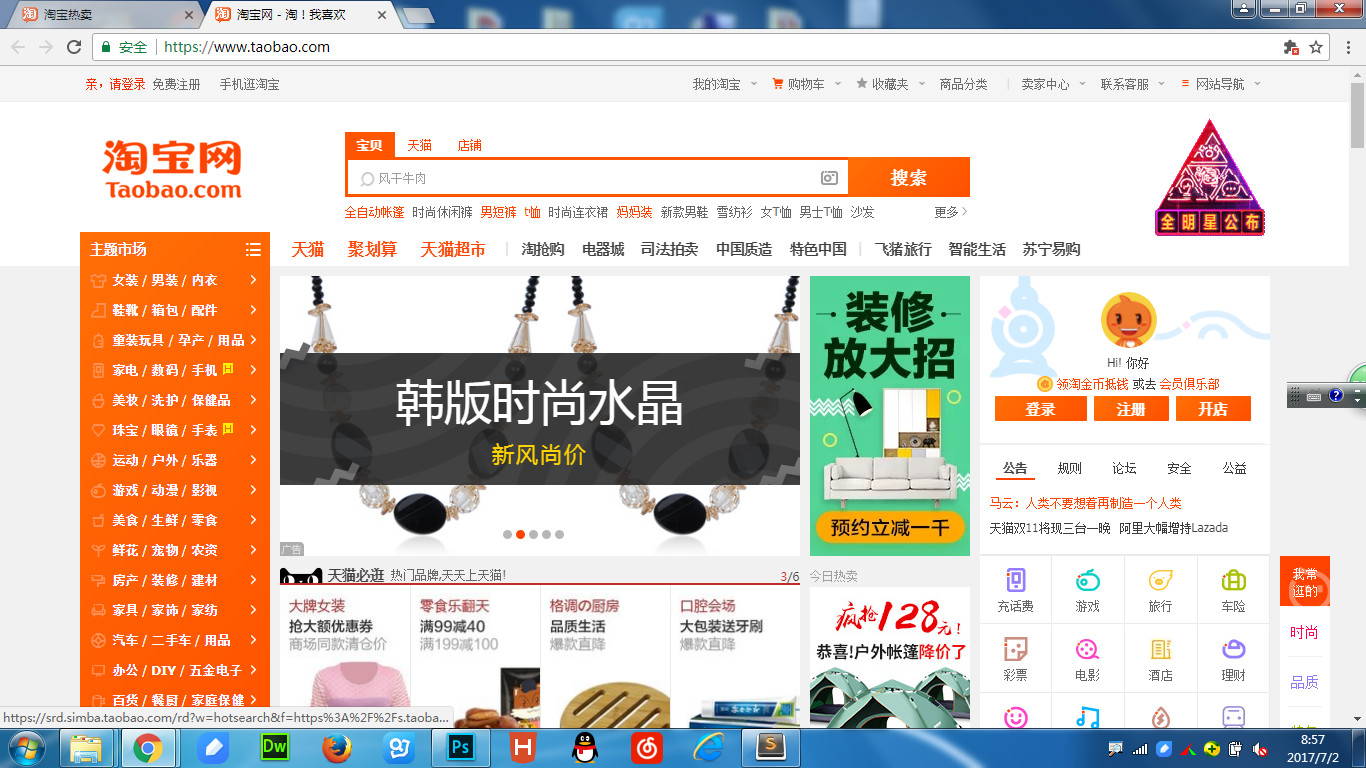 淘宝热卖
淘宝网 - 淘！我喜欢
安全 https://www.taobao.com
亲，请登录 免费注册 手机逛淘宝
我的淘宝 购物车 收藏夹 商品分类 卖家中心 联系客服 网站导航
淘宝网
Taobao.com
宝贝 天猫 店铺
风干牛肉
搜索
全自动帐篷 时尚休闲裤 男短裤 t恤 时尚连衣裙 妈妈装 新款男鞋 雪纺衫 女T恤 男士T恤 沙发 更多
全明星公布
主题市场
天猫 聚划算 天猫超市 淘抢购 电器城 司法拍卖 中国质造 特色中国 飞猪旅行 智能生活 苏宁易购
女装 / 男装 / 内衣
鞋靴 / 箱包 / 配件
童装玩具 / 孕产 / 用品
家电 / 数码 / 手机
美妆 / 洗护 / 保健品
珠宝 / 眼镜 / 手表
运动 / 户外 / 乐器
游戏 / 动漫 / 影视
美食 / 生鲜 / 零食
鲜花 / 宠物 / 农资
房产 / 装修 / 建材
家具 / 家饰 / 家纺
汽车 / 二手车 / 用品
办公 / DIY / 五金电子
百货 / 餐厨 / 家庭保健
韩版时尚水晶
新风尚价
广告
装修
放大招
预约立减一千
Hi! 你好
领淘金币抵钱 或去 会员俱乐部
登录 注册 开店
公告 规则 论坛 安全 公益
马云：人类不要想着再制造一个人类
天猫双11将现三台一晚 阿里大幅增持Lazada
天猫必逛 热门品牌,天天上天猫! 3/6
大牌女装
抢大额优惠券
商场同款清仓价
零食乐翻天
满99减40
满199减100
格调の厨房
品质生活
爆款直降
口腔会场
大包装送牙刷
爆款直降
今日热卖
疯抢128元!
恭喜!户外帐篷降价了
充话费 游戏 旅行 车险
彩票 电影 酒店 理财
我常
逛的
时尚
品质
https://srd.simba.taobao.com/rd?w=hotsearch&f=https%3A%2F%2Fs.taoba...
Dw
Ps
H
S
8:57
2017/7/2